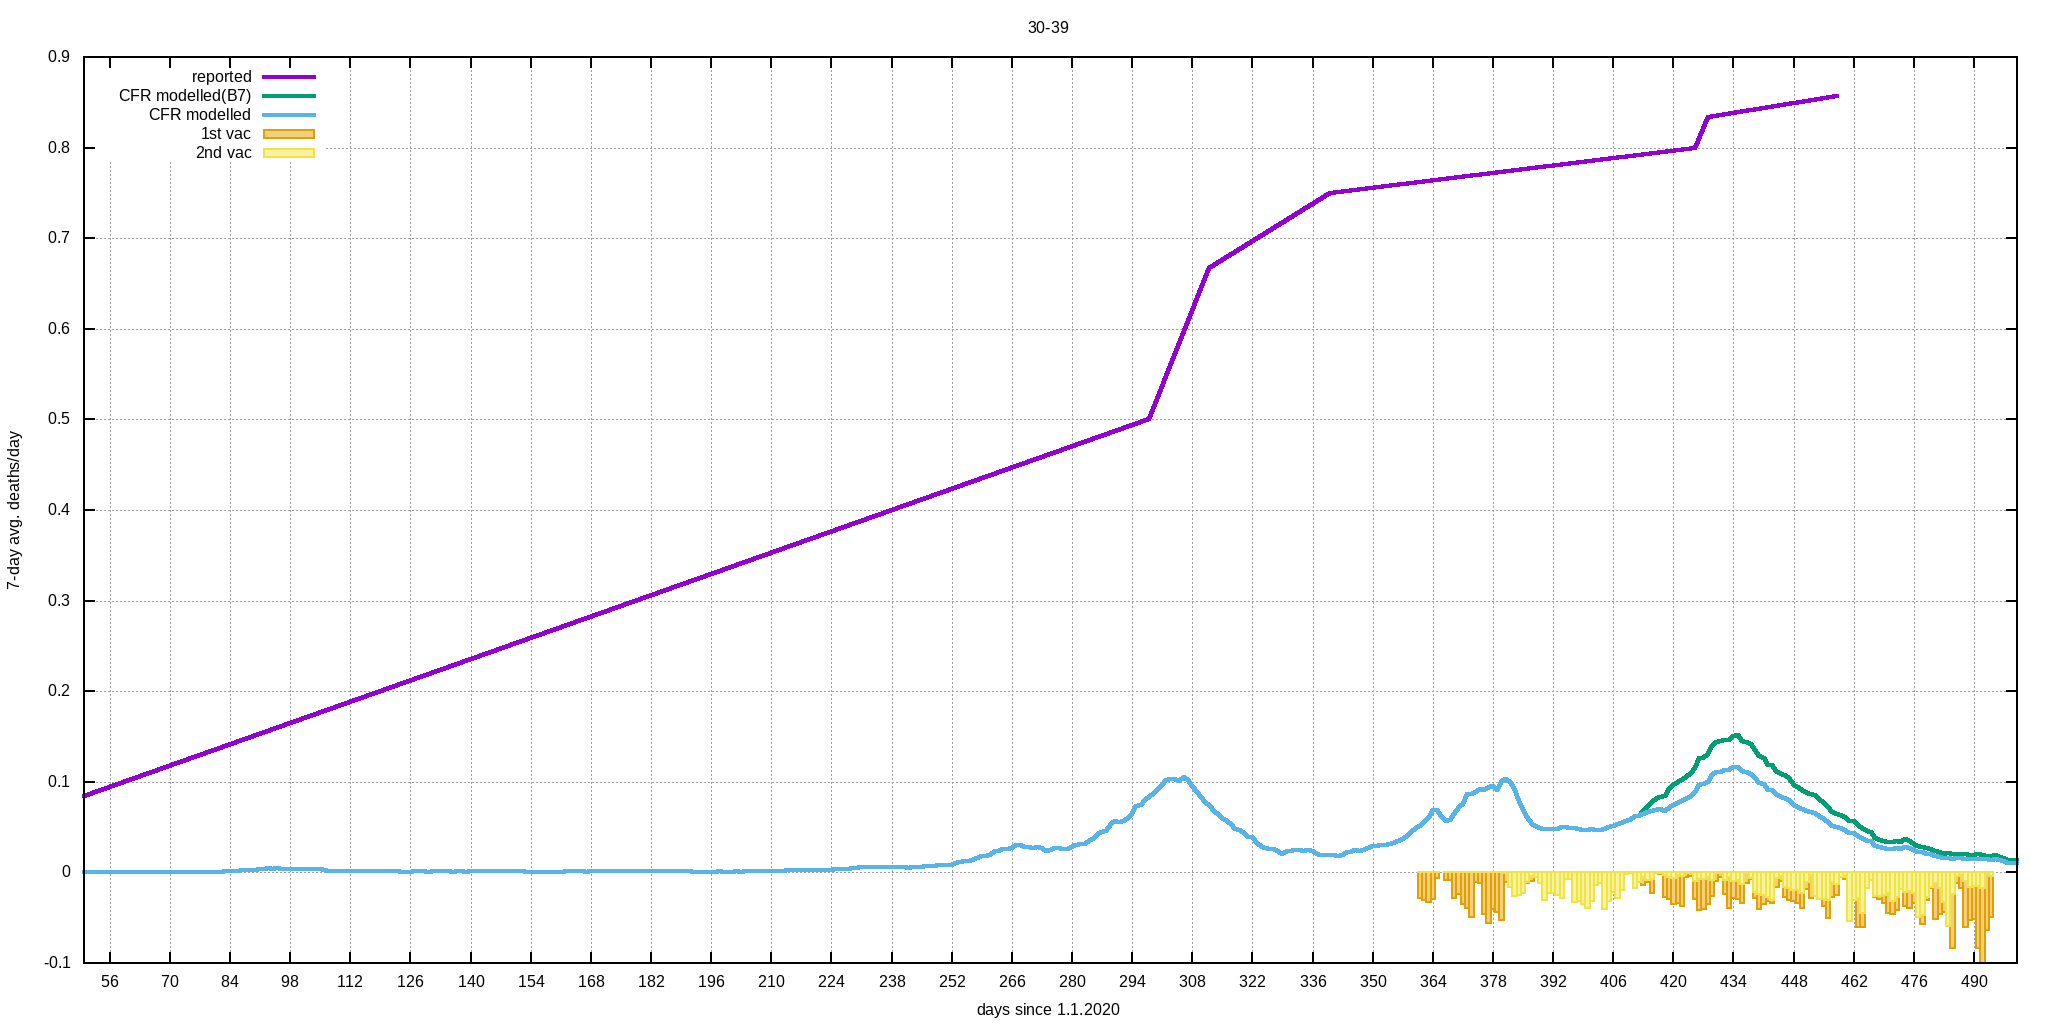 30-39
0.9
0.8
0.7
0.6
0.5
0.4
0.3
0.2
0.1
0
-0.1
7-day avg. deaths/day
reported
CFR modelled(B7)
CFR modelled
1st vac
2nd vac
56 70 84 98 112 126 140 154 168 182 196 210 224 238 252 266 280 294 308 322 336 350 364 378 392 406 420 434 448 462 476 490
days since 1.1.2020